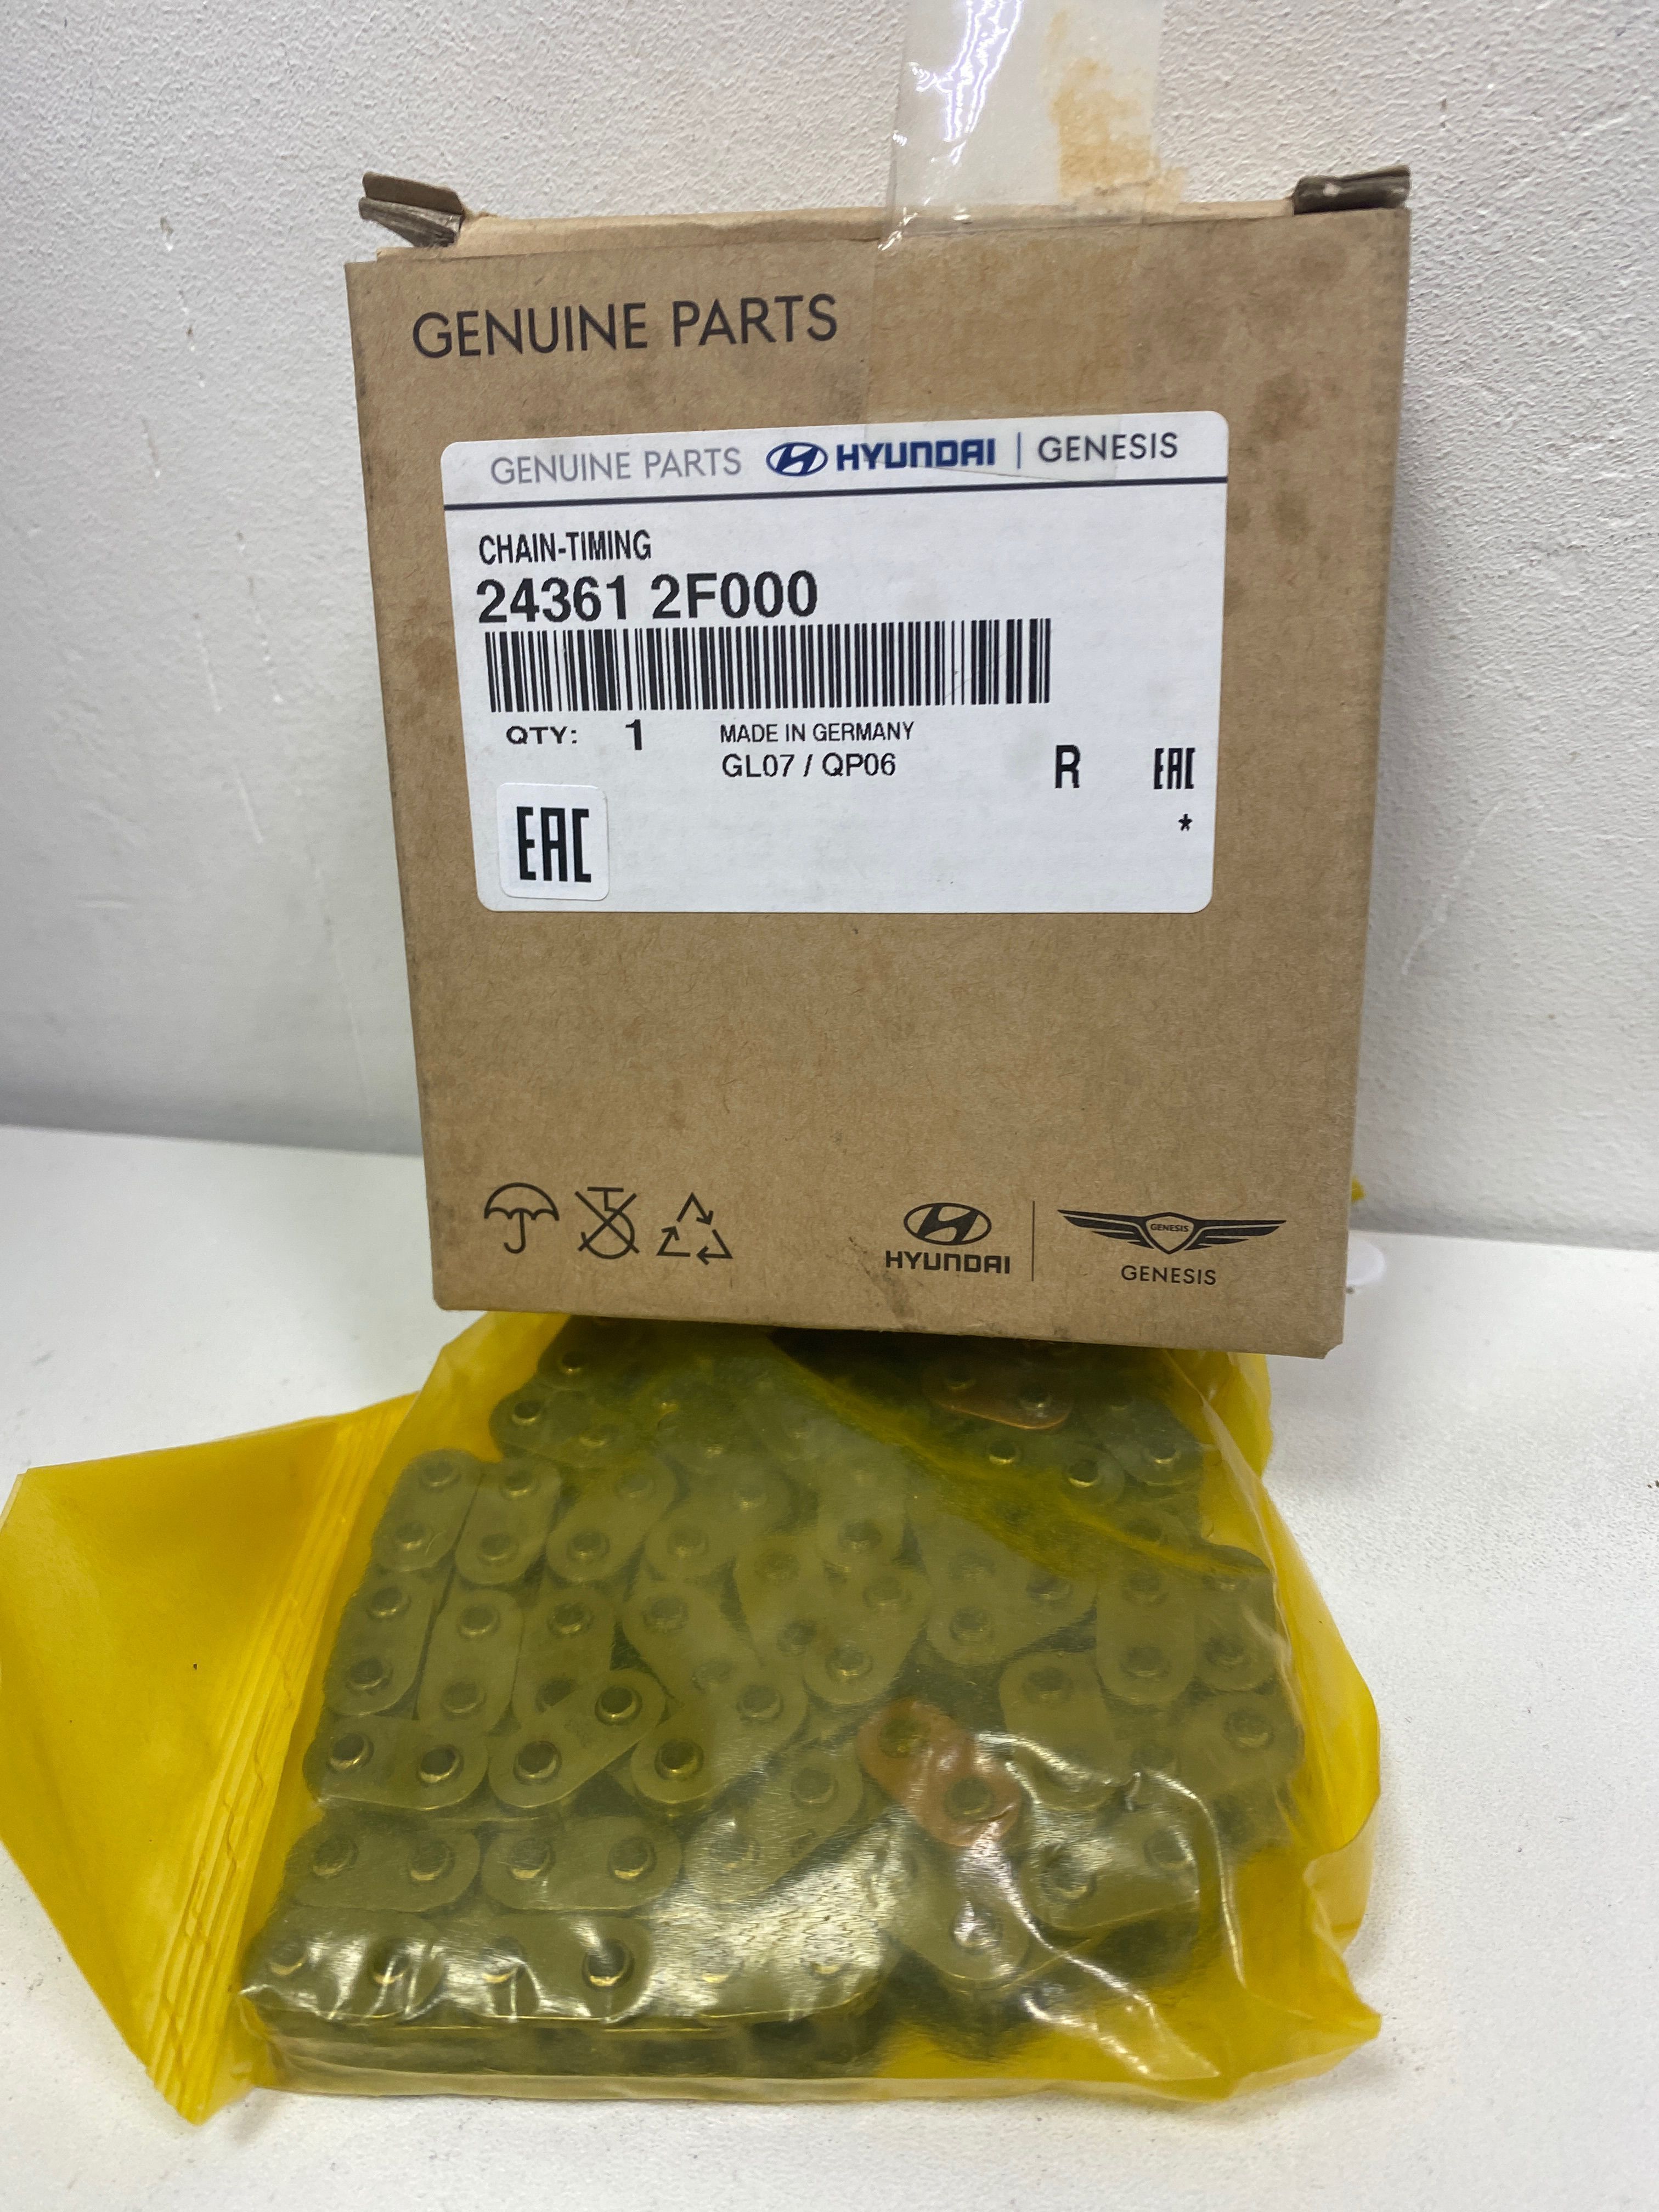 GENUINE PARTS
GENUINE PARTS HYUNDAI | GENESIS
CHAIN-TIMING
24361 2F000
QTY: 1 MADE IN GERMANY
GL07 / QP06
R EAC
*
EAC
HYUNDAI
GENESIS
GENESIS